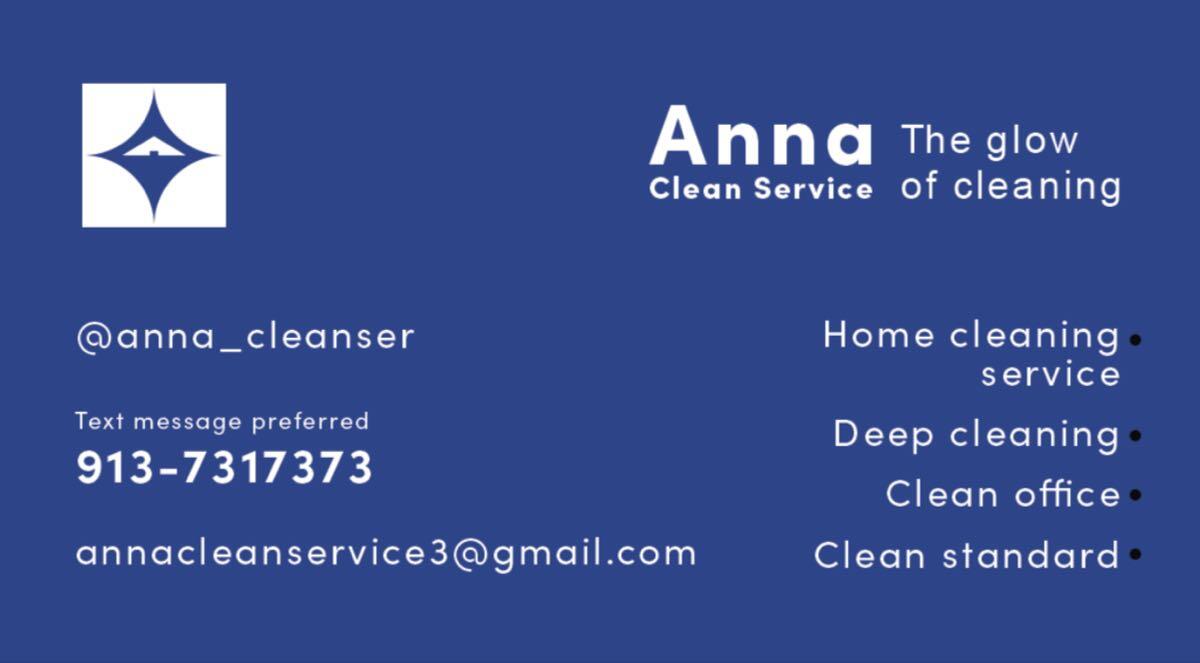 Anna
Clean Service
The glow
of cleaning
@anna_cleanser
Text message preferred
913-7317373
annacleanservice3@gmail.com
Home cleaning
service
Deep cleaning
Clean office
Clean standard